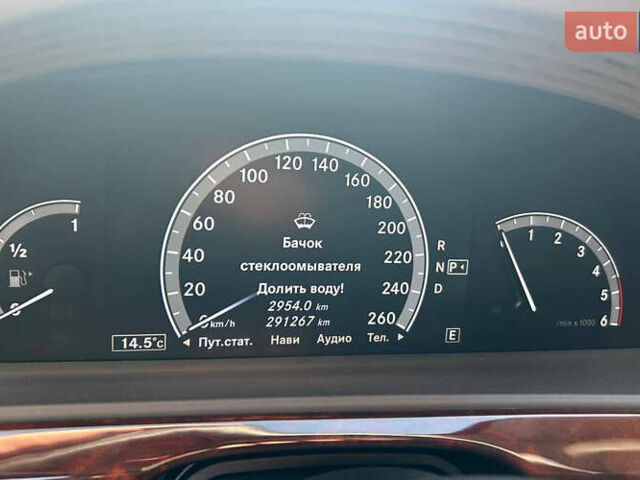 auto
120 140
100 160
80 180
60 200
1 ½
40 220
20 240
0 km/h 260
Бачок
стеклоомывателя
Долить воду!
2954.0 km
291267 km
14.5°C
◄ Пут.стат. Нави Аудио Тел. ►
R
N P◄
D
E
1 2 3 4 5 6
/min x 1000